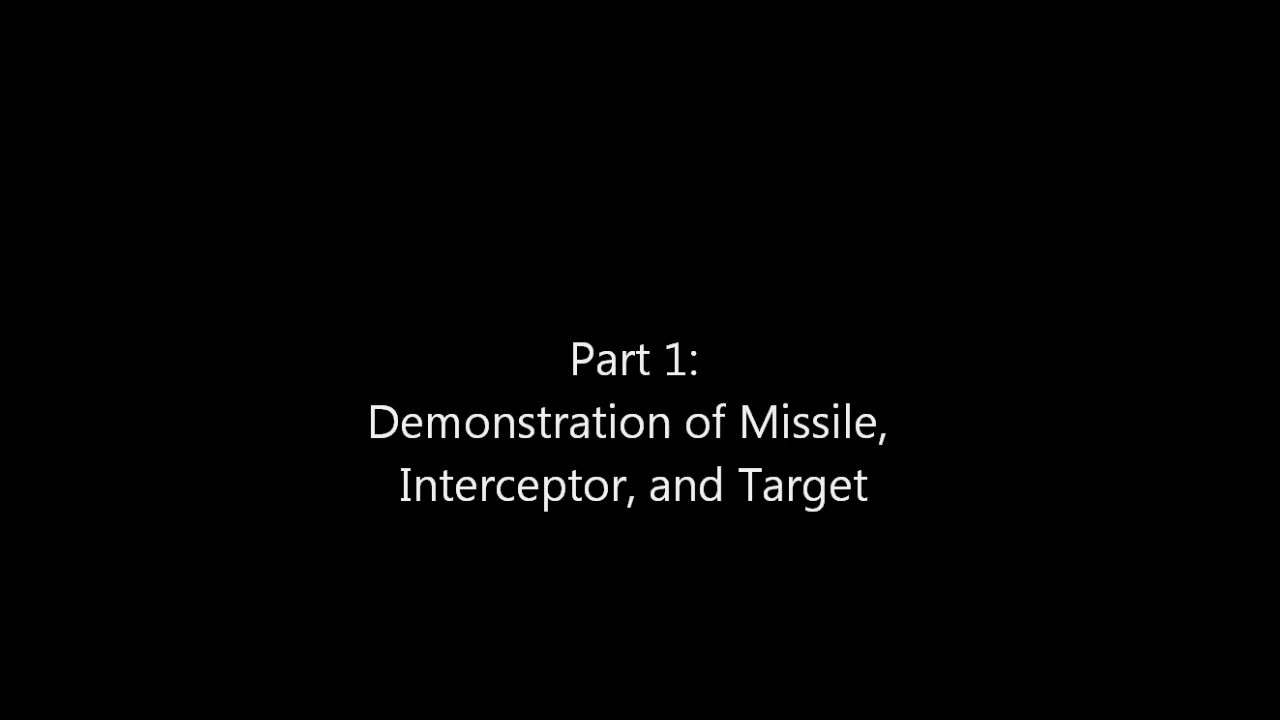 Part 1:
Demonstration of Missile,
Interceptor, and Target